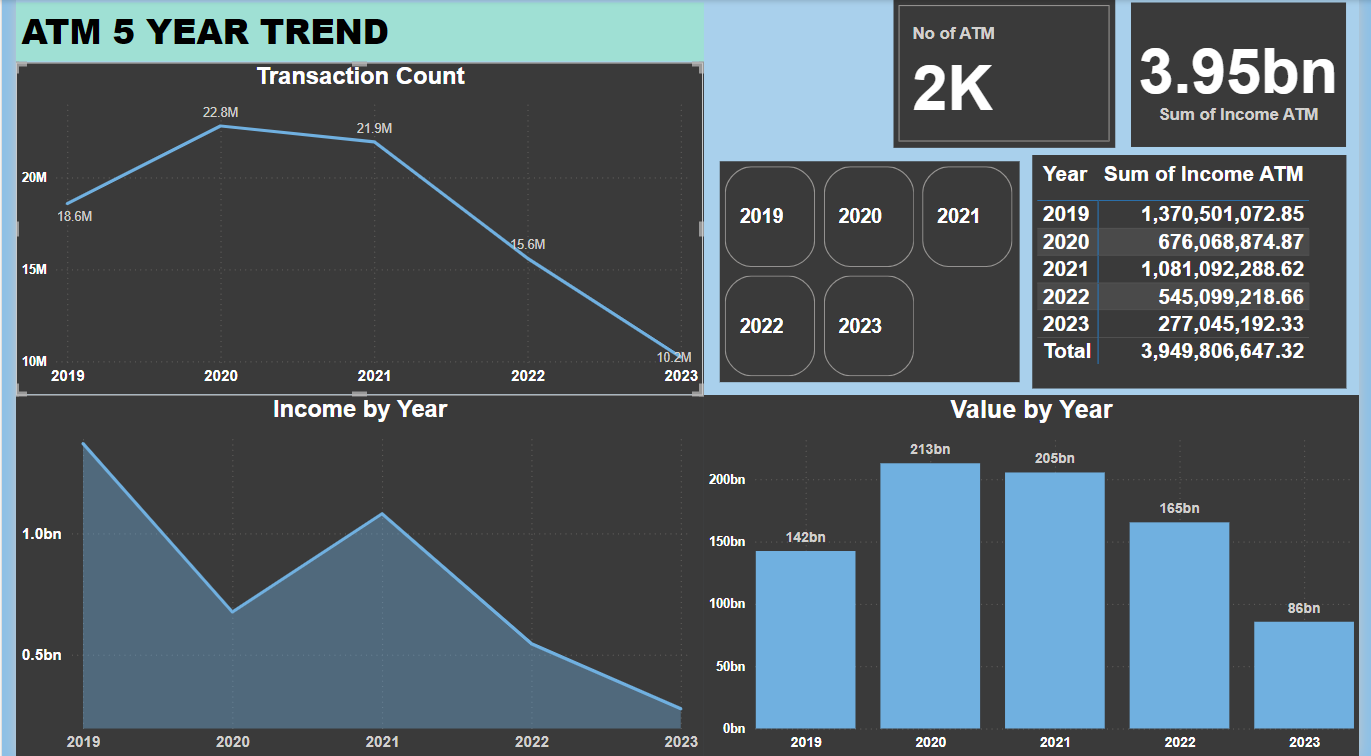 ATM 5 YEAR TREND
Transaction Count
22.8M
21.9M
20M
18.6M
15.6M
15M
10.2M
10M
2019 2020 2021 2022 2023
No of ATM
2K
3.95bn
Sum of Income ATM
2019 2020 2021
2022 2023
Year Sum of Income ATM
2019 1,370,501,072.85
2020 676,068,874.87
2021 1,081,092,288.62
2022 545,099,218.66
2023 277,045,192.33
Total 3,949,806,647.32
Income by Year
1.0bn
0.5bn
2019 2020 2021 2022 2023
Value by Year
213bn
205bn
200bn
165bn
150bn
142bn
100bn
86bn
50bn
0bn
2019 2020 2021 2022 2023